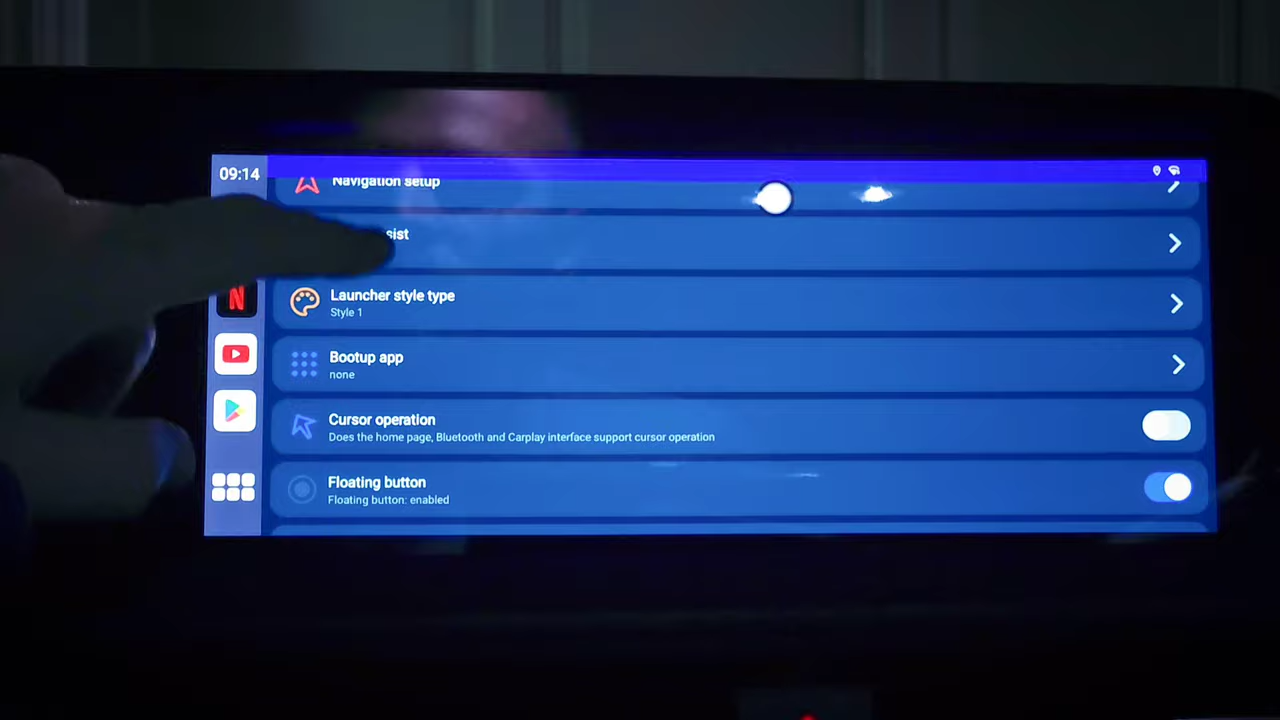 09:14
Navigation setup
Launcher style type
Style 1
Bootup app
none
Cursor operation
Does the home page, Bluetooth and Carplay interface support cursor operation
Floating button
Floating button: enabled